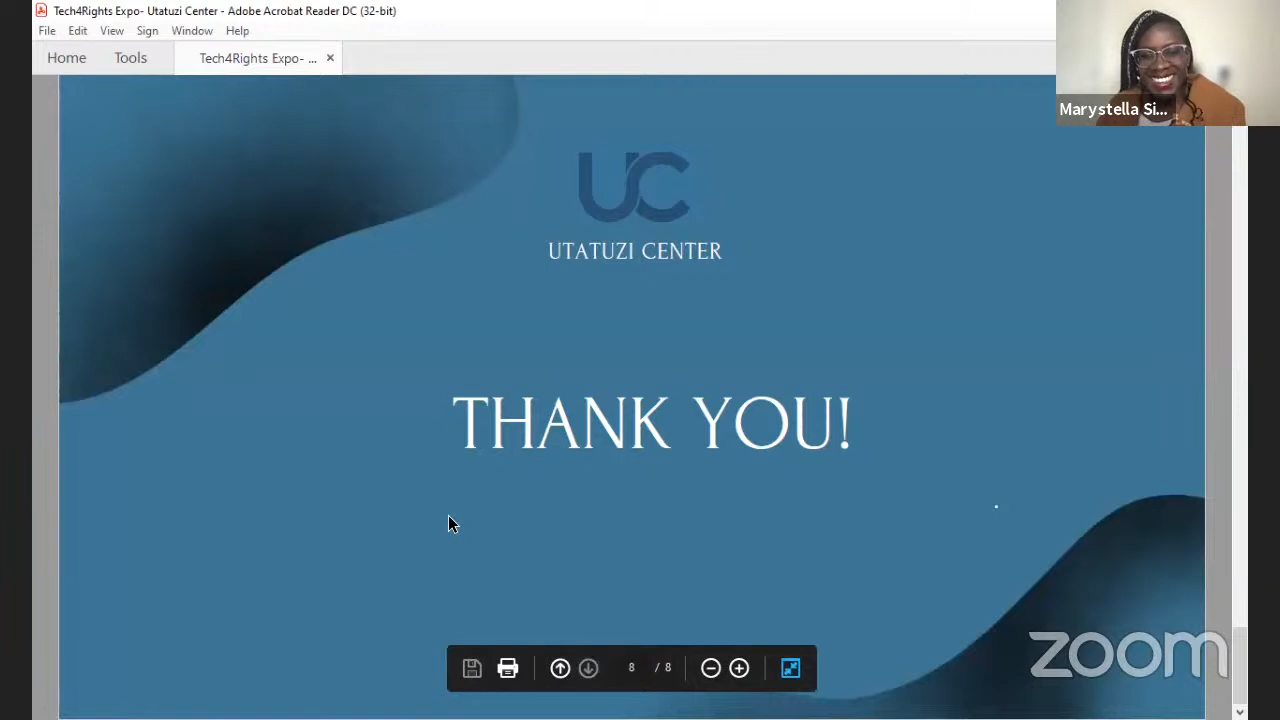 Tech4Rights Expo- Utatuzi Center - Adobe Acrobat Reader DC (32-bit)
File Edit View Sign Window Help
Home Tools Tech4Rights Expo- ... ×
Marystella Si...
UC
UTATUZI CENTER
THANK YOU!
8 / 8
zoom